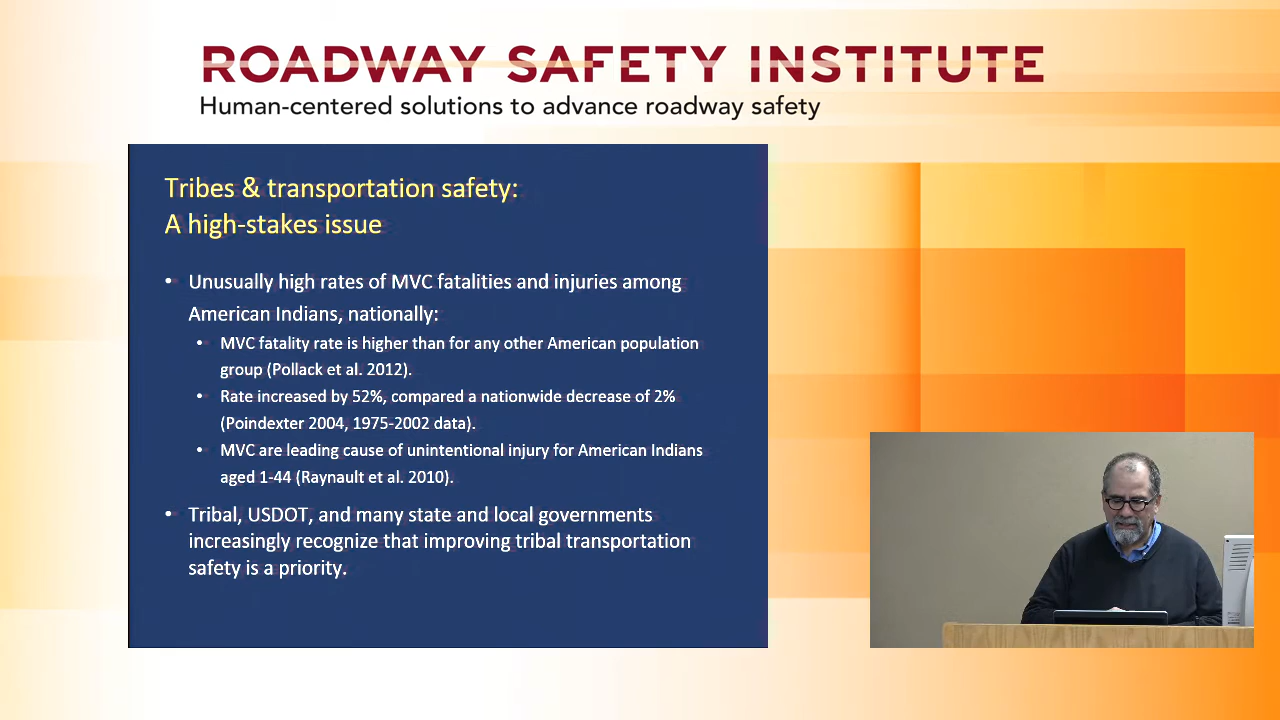 ROADWAY SAFETY INSTITUTE
Human-centered solutions to advance roadway safety
Tribes & transportation safety:
A high-stakes issue
• Unusually high rates of MVC fatalities and injuries among
American Indians, nationally:
• MVC fatality rate is higher than for any other American population
group (Pollack et al. 2012).
• Rate increased by 52%, compared a nationwide decrease of 2%
(Poindexter 2004, 1975-2002 data).
• MVC are leading cause of unintentional injury for American Indians
aged 1-44 (Raynault et al. 2010).
• Tribal, USDOT, and many state and local governments
increasingly recognize that improving tribal transportation
safety is a priority.